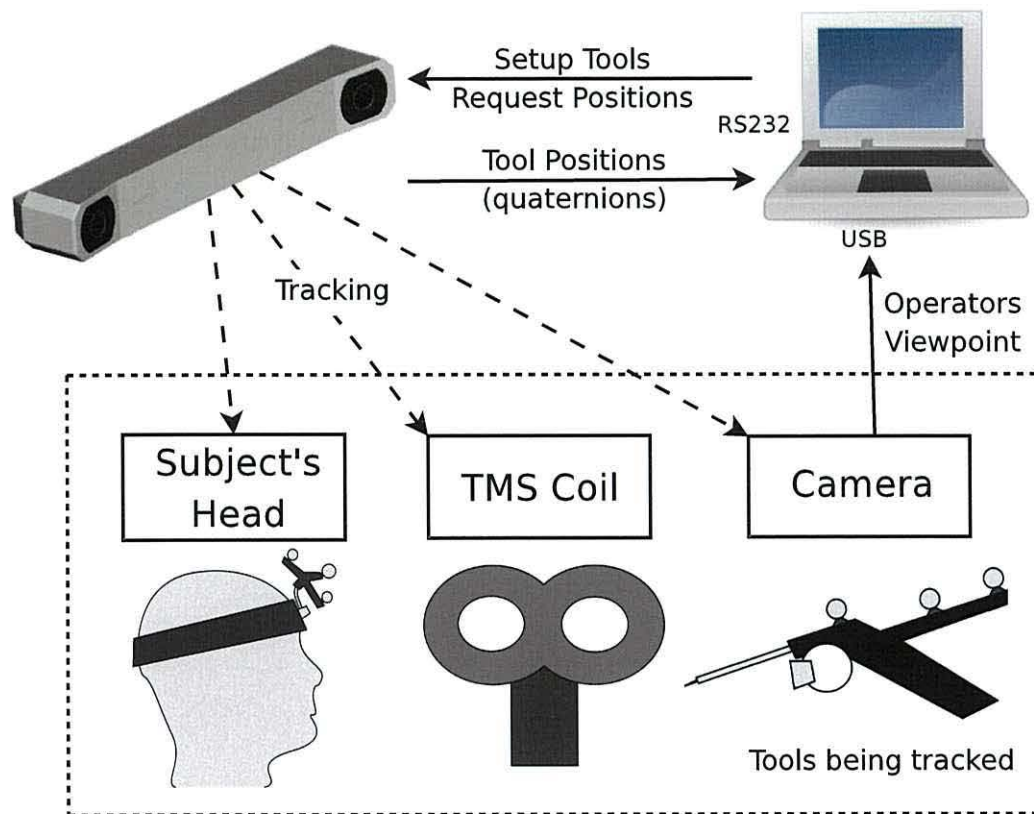 Setup Tools
Request Positions
RS232
Tool Positions
(quaternions)
USB
Tracking
Operators
Viewpoint
Subject's
Head
TMS Coil
Camera
Tools being tracked